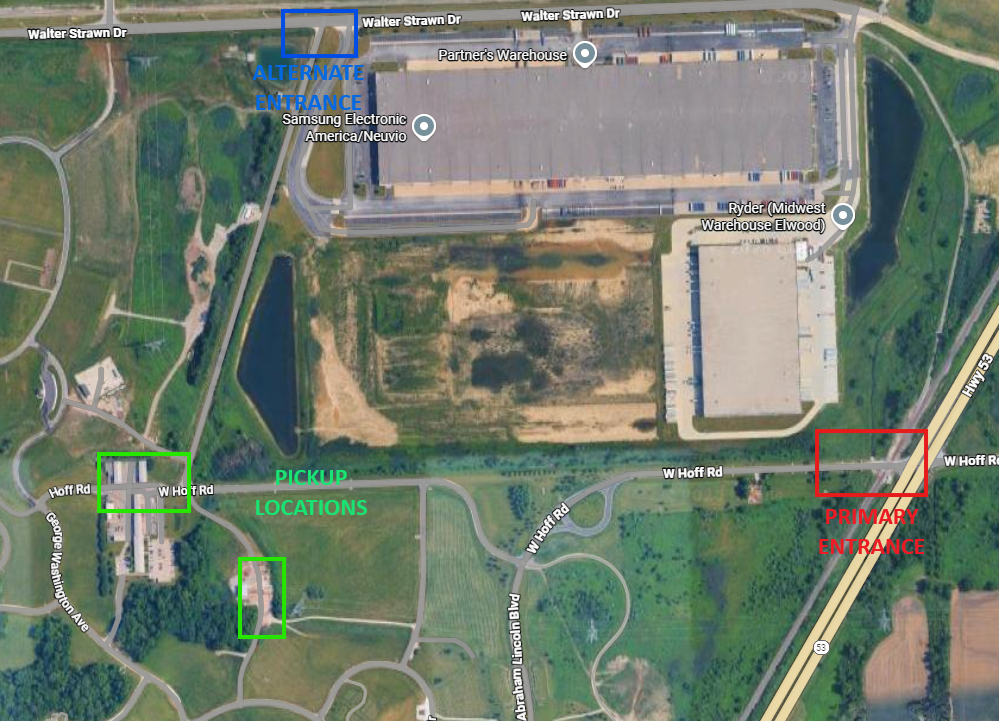 Walter Strawn Dr
Walter Strawn Dr
Walter Strawn Dr
Partner's Warehouse
ALTERNATE
ENTRANCE
Samsung Electronic
America/Neuvio
Ryder (Midwest
Warehouse Elwood)
Hwy 53
W Hoff Rd
W Hoff Rd
PICKUP
LOCATIONS
Hoff Rd
W Hoff Rd
W Hoff Rd
PRIMARY
ENTRANCE
George Washington Ave
Abraham Lincoln Blvd
53